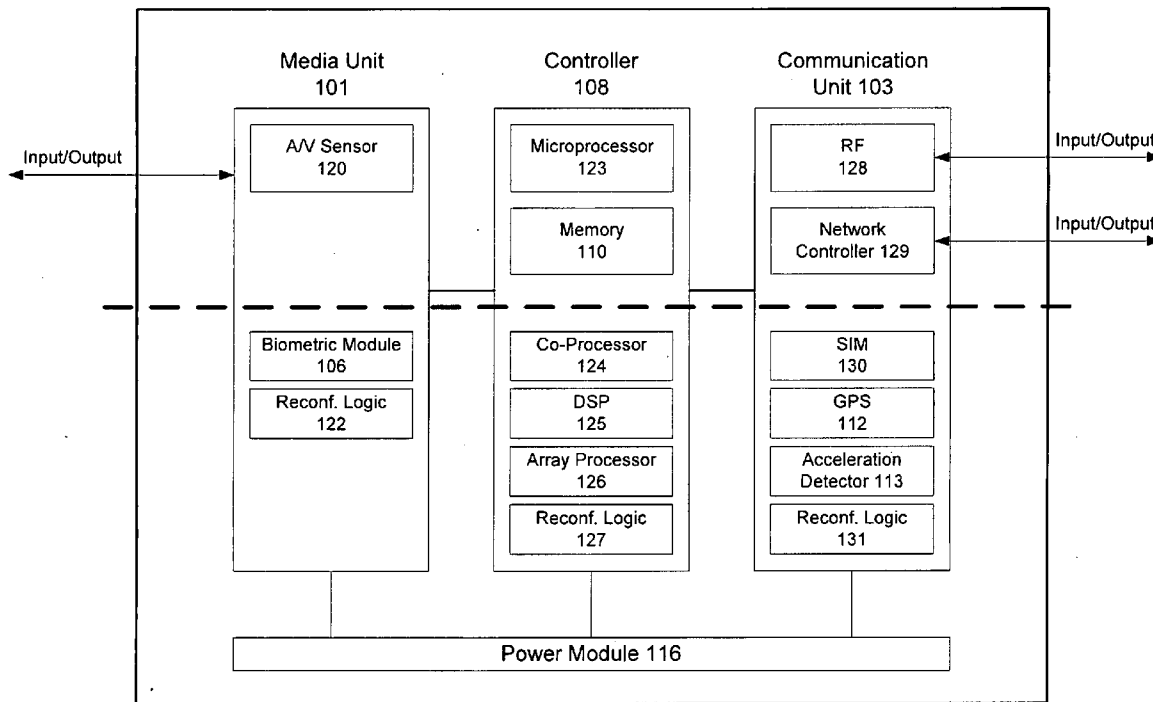 Media Unit
101
Controller
108
Communication
Unit 103
Input/Output
A/V Sensor
120
Microprocessor
123
RF
128
Input/Output
Memory
110
Network
Controller 129
Input/Output
Biometric Module
106
Co-Processor
124
SIM
130
Reconf. Logic
122
DSP
125
GPS
112
Array Processor
126
Acceleration
Detector 113
Reconf. Logic
127
Reconf. Logic
131
Power Module 116